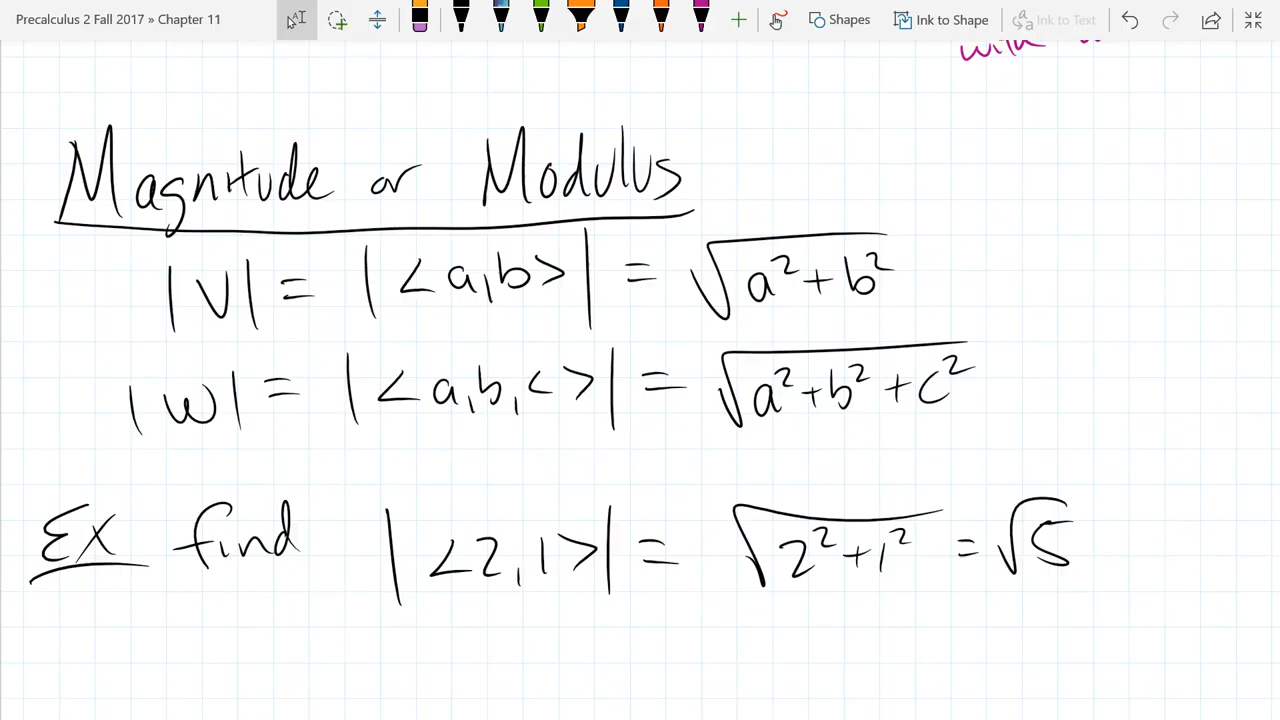 Precalculus 2 Fall 2017 » Chapter 11
Shapes
Ink to Shape
Ink to Text
with
Magnitude or Modulus
|V| = |<a,b>| = √a²+b²
|w| = |<a,b,c>| = √a²+b²+c²
Ex find |<2,1>| = √2²+1² = √5